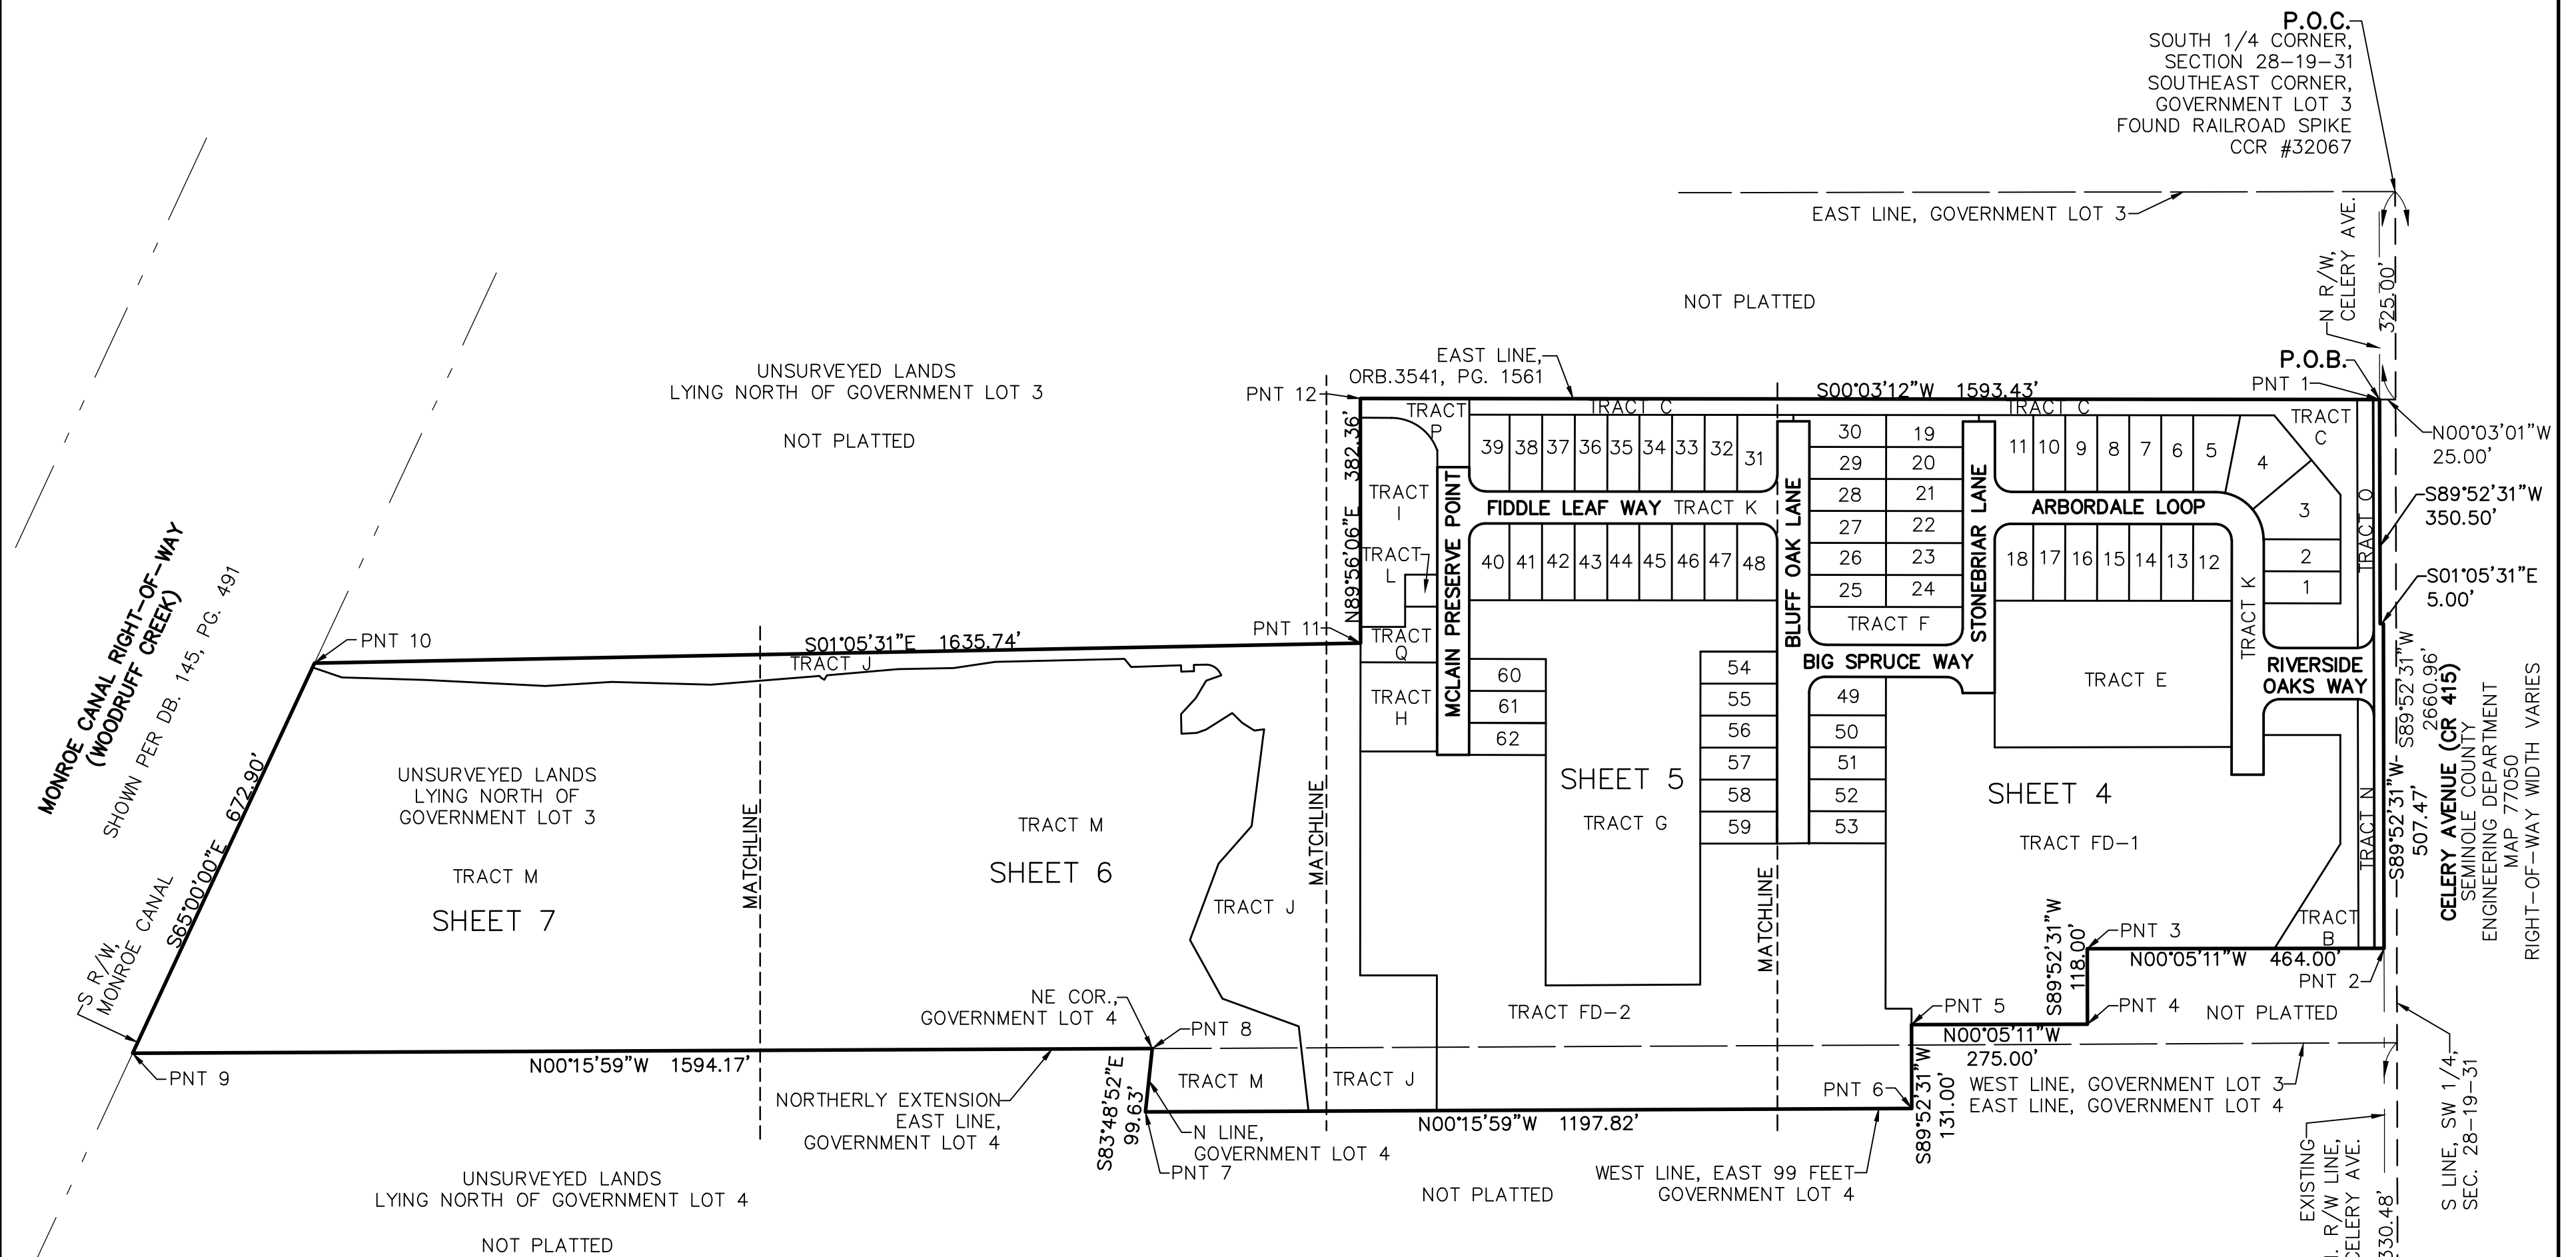 P.O.C.
SOUTH 1/4 CORNER,
SECTION 28-19-31
SOUTHEAST CORNER,
GOVERNMENT LOT 3
FOUND RAILROAD SPIKE
CCR #32067
EAST LINE, GOVERNMENT LOT 3
N R/W,
CELERY AVE.
325.00'
NOT PLATTED
P.O.B.
PNT 1
N00°03'01"W
25.00'
S89°52'31"W
350.50'
S01°05'31"E
5.00'
UNSURVEYED LANDS
LYING NORTH OF GOVERNMENT LOT 3
NOT PLATTED
EAST LINE,
ORB.3541, PG. 1561
PNT 12
S00°03'12"W 1593.43'
TRACT C
TRACT C
TRACT
P
TRACT
C
39
38
37
36
35
34
33
32
31
30
19
29
20
28
21
27
22
26
23
25
24
11
10
9
8
7
6
5
4
3
2
1
N89°56'06"E 382.36'
TRACT
I
TRACT
L
MCLAIN PRESERVE POINT
FIDDLE LEAF WAY
TRACT K
BLUFF OAK LANE
STONEBRIAR LANE
ARBORDALE LOOP
TRACT O
40
41
42
43
44
45
46
47
48
18
17
16
15
14
13
12
TRACT K
TRACT F
BIG SPRUCE WAY
RIVERSIDE
OAKS WAY
PNT 11
TRACT
Q
TRACT
H
60
61
62
54
55
56
57
58
59
49
50
51
52
53
TRACT E
SHEET 5
TRACT G
SHEET 4
TRACT FD-1
TRACT N
TRACT
B
S89°52'31"W
2660.96'
S89°52'31"W
507.47'
CELERY AVENUE (CR 415)
SEMINOLE COUNTY
ENGINEERING DEPARTMENT
MAP 77050
RIGHT-OF-WAY WIDTH VARIES
MONROE CANAL RIGHT-OF-WAY
(WOODRUFF CREEK)
SHOWN PER DB. 145, PG. 491
PNT 10
S01°05'31"E 1635.74'
TRACT J
S65°00'00"E 672.90'
UNSURVEYED LANDS
LYING NORTH OF
GOVERNMENT LOT 3
TRACT M
SHEET 7
MATCHLINE
TRACT M
SHEET 6
TRACT J
MATCHLINE
MATCHLINE
S R/W,
MONROE CANAL
PNT 9
N00°15'59"W 1594.17'
NE COR.,
GOVERNMENT LOT 4
PNT 8
NORTHERLY EXTENSION
EAST LINE,
GOVERNMENT LOT 4
S83°48'52"E
99.63'
TRACT M
TRACT J
TRACT FD-2
N LINE,
GOVERNMENT LOT 4
PNT 7
N00°15'59"W 1197.82'
WEST LINE, EAST 99 FEET
GOVERNMENT LOT 4
NOT PLATTED
PNT 6
S89°52'31"W
131.00'
PNT 5
N00°05'11"W
275.00'
S89°52'31"W
118.00'
PNT 3
PNT 4
N00°05'11"W 464.00'
PNT 2
NOT PLATTED
WEST LINE, GOVERNMENT LOT 3
EAST LINE, GOVERNMENT LOT 4
S LINE, SW 1/4,
SEC. 28-19-31
EXISTING
R/W LINE,
CELERY AVE.
330.48'
UNSURVEYED LANDS
LYING NORTH OF GOVERNMENT LOT 4
NOT PLATTED